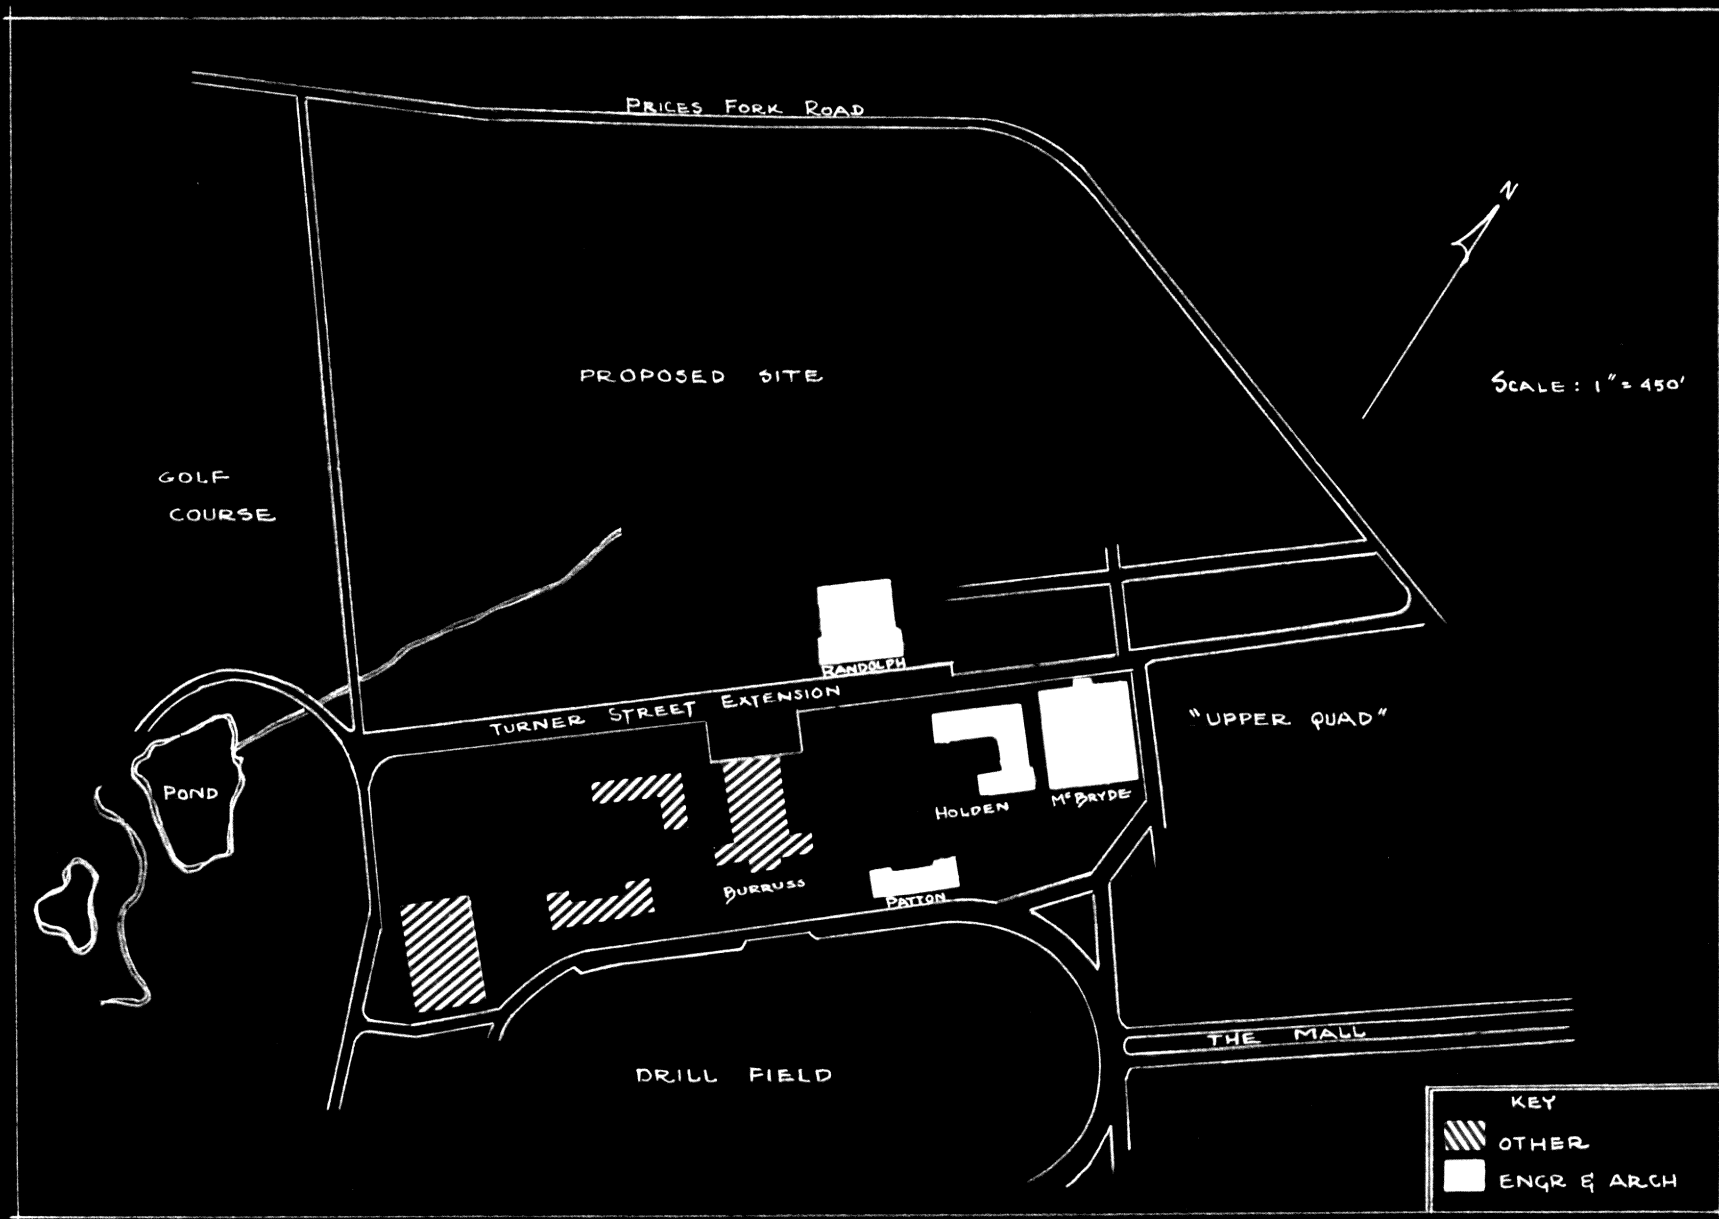 PRICES FORK ROAD
N
PROPOSED SITE
SCALE: 1" = 450'
GOLF
COURSE
RANDOLPH
TURNER STREET EXTENSION
"UPPER QUAD"
POND
HOLDEN
McBRYDE
BURRUSS
PATTON
THE MALL
DRILL FIELD
KEY
OTHER
ENGR & ARCH